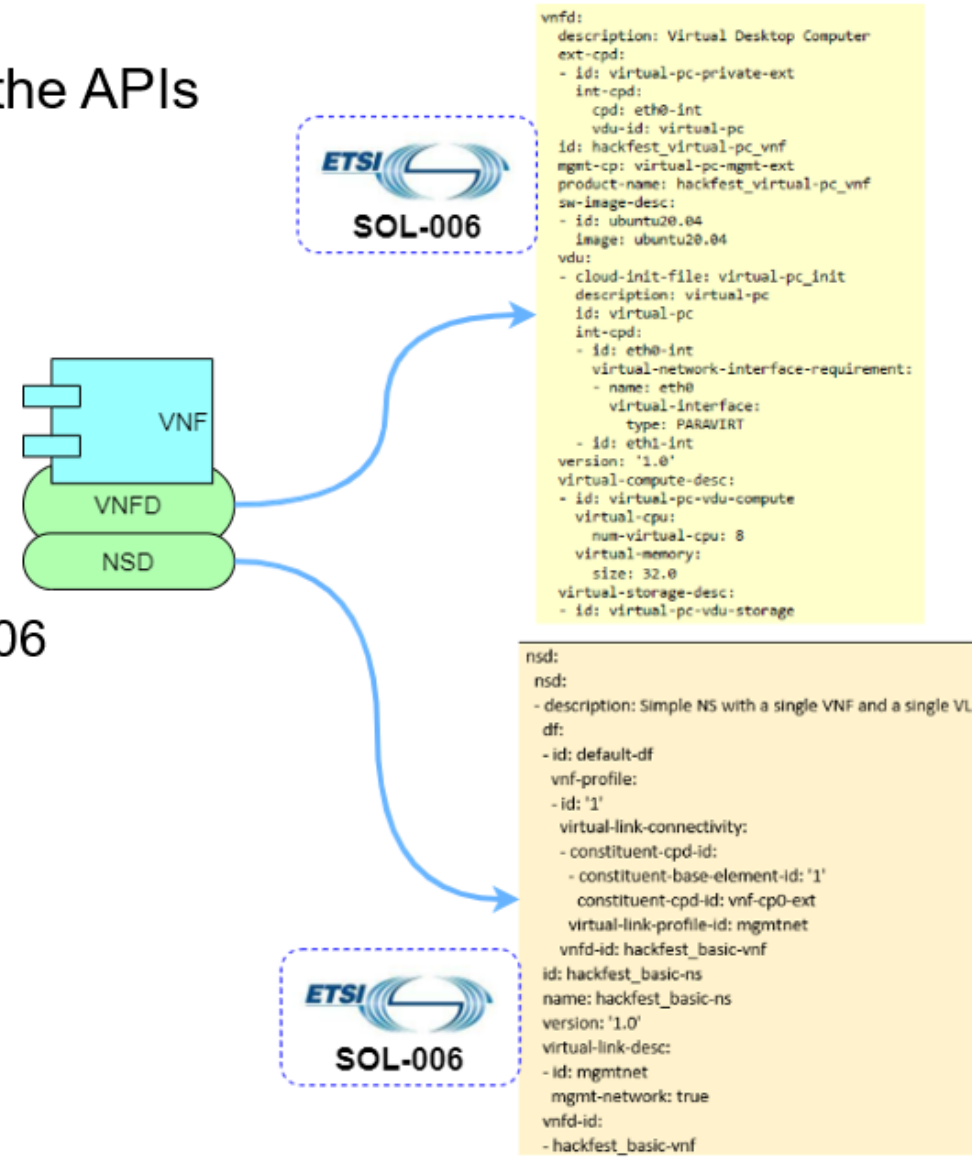 the APIs
ETSI
SOL-006
VNF
VNFD
NSD
06
vnfd:
  description: Virtual Desktop Computer
  ext-cpd:
  - id: virtual-pc-private-ext
    int-cpd:
      cpd: eth0-int
      vdu-id: virtual-pc
  id: hackfest_virtual-pc_vnf
  mgmt-cp: virtual-pc-mgmt-ext
  product-name: hackfest_virtual-pc_vnf
  sw-image-desc:
  - id: ubuntu20.04
    image: ubuntu20.04
  vdu:
  - cloud-init-file: virtual-pc_init
    description: virtual-pc
    id: virtual-pc
    int-cpd:
    - id: eth0-int
      virtual-network-interface-requirement:
      - name: eth0
        virtual-interface:
          type: PARAVIRT
    - id: eth1-int
  version: '1.0'
  virtual-compute-desc:
  - id: virtual-pc-vdu-compute
    virtual-cpu:
      num-virtual-cpu: 8
    virtual-memory:
      size: 32.0
  virtual-storage-desc:
  - id: virtual-pc-vdu-storage
nsd:
 nsd:
 - description: Simple NS with a single VNF and a single VL
   df:
   - id: default-df
     vnf-profile:
     - id: '1'
       virtual-link-connectivity:
       - constituent-cpd-id:
         - constituent-base-element-id: '1'
           constituent-cpd-id: vnf-cp0-ext
         virtual-link-profile-id: mgmtnet
       vnfd-id: hackfest_basic-vnf
   id: hackfest_basic-ns
   name: hackfest_basic-ns
   version: '1.0'
   virtual-link-desc:
   - id: mgmtnet
     mgmt-network: true
   vnfd-id:
   - hackfest_basic-vnf
ETSI
SOL-006